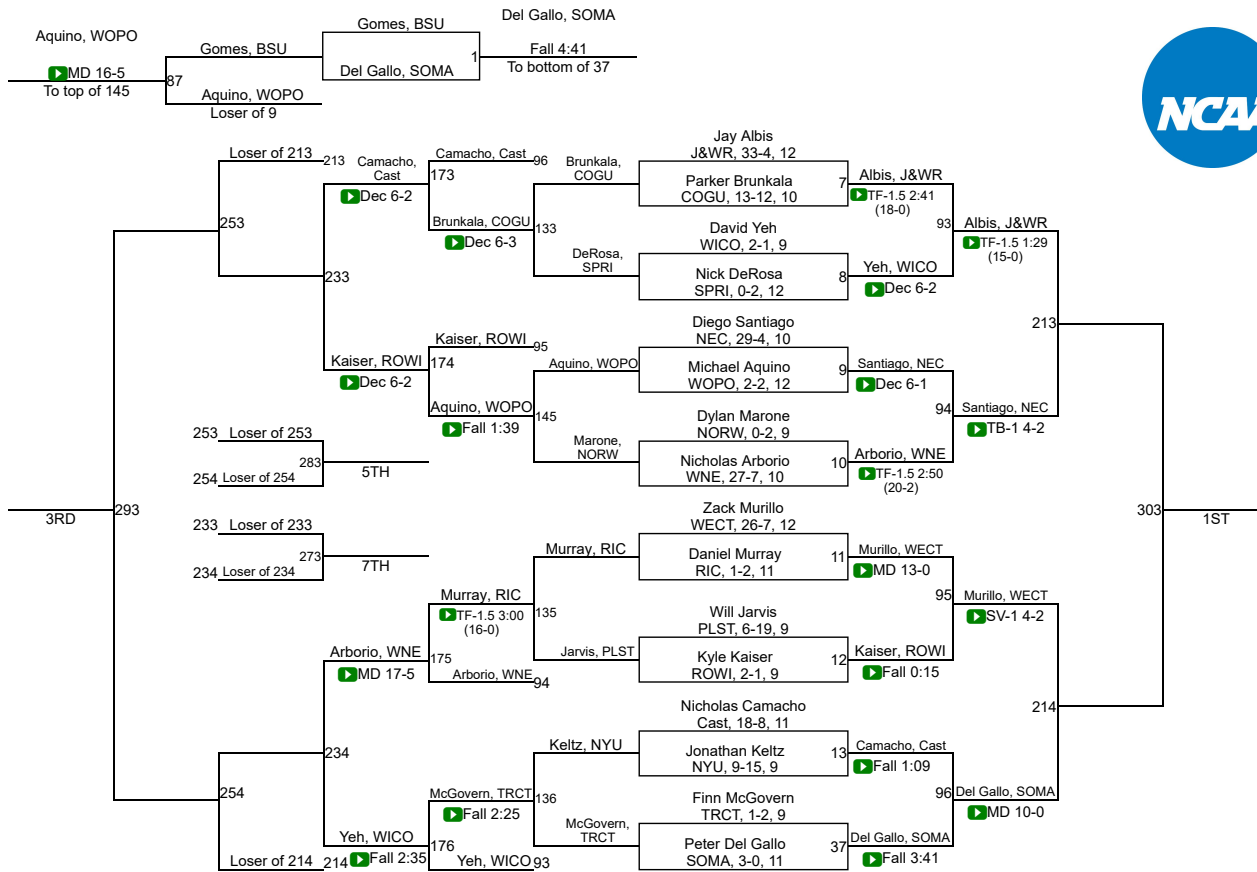 Aquino, WOPO
MD 16-5
To top of 145
87
Gomes, BSU
Aquino, WOPO
Loser of 9
Gomes, BSU
Del Gallo, SOMA
1
Del Gallo, SOMA
Fall 4:41
To bottom of 37
NCAA
Loser of 213
213
253
Camacho,
Cast
Dec 6-2
233
Camacho, Cast
96
173
Brunkala, COGU
Dec 6-3
133
Brunkala,
COGU
DeRosa,
SPRI
Jay Albis
J&WR, 33-4, 12
Parker Brunkala
COGU, 13-12, 10
7
Albis, J&WR
TF-1.5 2:41
(18-0)
David Yeh
WICO, 2-1, 9
Nick DeRosa
SPRI, 0-2, 12
8
Yeh, WICO
Dec 6-2
93
Albis, J&WR
TF-1.5 1:29
(15-0)
213
Kaiser, ROWI
Dec 6-2
Kaiser, ROWI
95
174
Aquino, WOPO
Fall 1:39
145
Aquino, WOPO
Marone,
NORW
Diego Santiago
NEC, 29-4, 10
Michael Aquino
WOPO, 2-2, 12
9
Santiago, NEC
Dec 6-1
Dylan Marone
NORW, 0-2, 9
Nicholas Arborio
WNE, 27-7, 10
10
Arborio, WNE
TF-1.5 2:50
(20-2)
94
Santiago, NEC
TB-1 4-2
253
Loser of 253
283
254
Loser of 254
5TH
3RD
293
233
Loser of 233
273
234
Loser of 234
7TH
303
1ST
Murray, RIC
TF-1.5 3:00
(16-0)
135
Murray, RIC
Jarvis, PLST
Zack Murillo
WECT, 26-7, 12
Daniel Murray
RIC, 1-2, 11
11
Murillo, WECT
MD 13-0
Will Jarvis
PLST, 6-19, 9
Kyle Kaiser
ROWI, 2-1, 9
12
Kaiser, ROWI
Fall 0:15
95
Murillo, WECT
SV-1 4-2
Arborio, WNE
MD 17-5
175
Arborio, WNE
94
234
214
254
Loser of 214
214
Yeh, WICO
Fall 2:35
176
McGovern, TRCT
Fall 2:25
Yeh, WICO
93
136
Keltz, NYU
McGovern,
TRCT
Nicholas Camacho
Cast, 18-8, 11
Jonathan Keltz
NYU, 9-15, 9
13
Camacho, Cast
Fall 1:09
Finn McGovern
TRCT, 1-2, 9
Peter Del Gallo
SOMA, 3-0, 11
37
Del Gallo, SOMA
Fall 3:41
96
Del Gallo, SOMA
MD 10-0